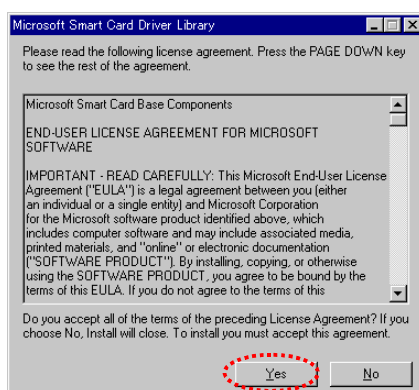 Microsoft Smart Card Driver Library
Please read the following license agreement. Press the PAGE DOWN key
to see the rest of the agreement.
Microsoft Smart Card Base Components
END-USER LICENSE AGREEMENT FOR MICROSOFT
SOFTWARE
IMPORTANT - READ CAREFULLY: This Microsoft End-User License
Agreement ("EULA") is a legal agreement between you (either
an individual or a single entity) and Microsoft Corporation
for the Microsoft software product identified above, which
includes computer software and may include associated media,
printed materials, and "online" or electronic documentation
("SOFTWARE PRODUCT"). By installing, copying, or otherwise
using the SOFTWARE PRODUCT, you agree to be bound by the
terms of this EULA. If you do not agree to the terms of this
Do you accept all of the terms of the preceding License Agreement? If you
choose No, Install will close. To install you must accept this agreement.
Yes No